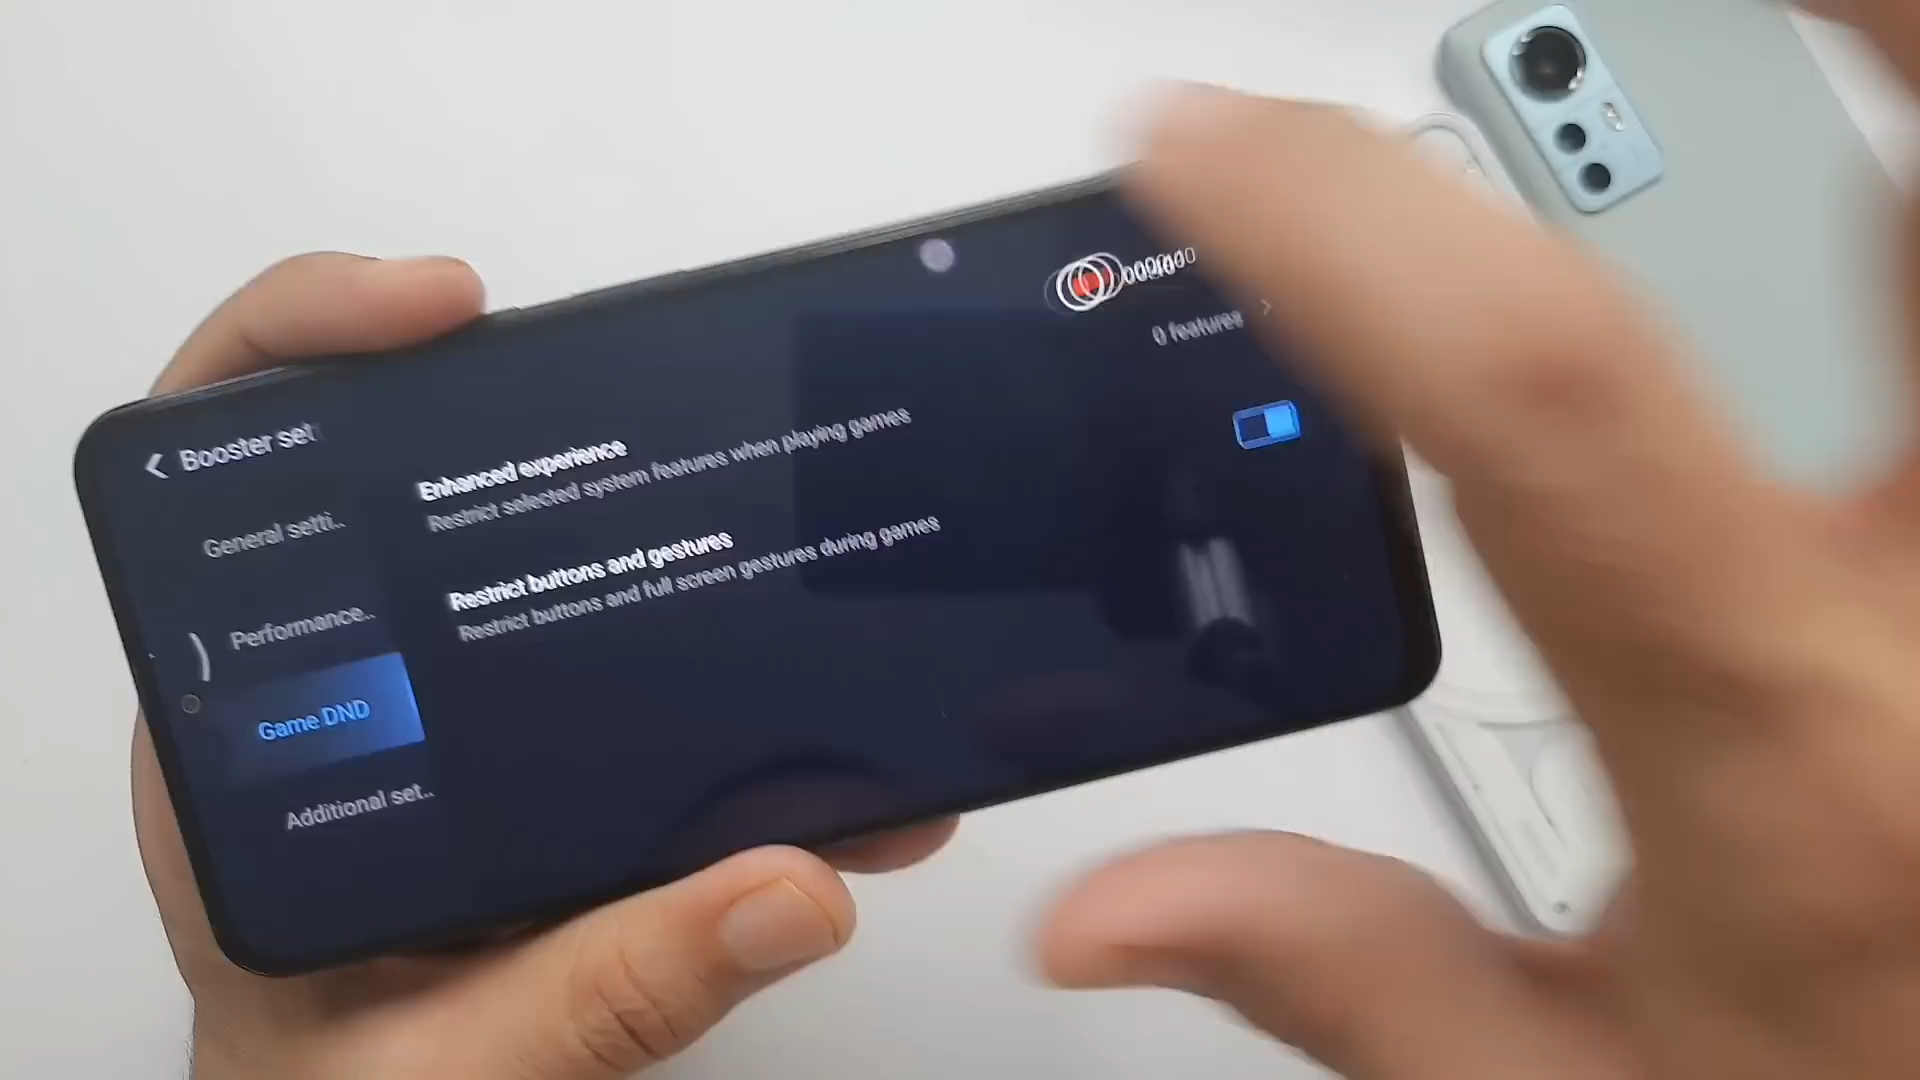 Booster set
General setti..
Performance..
Game DND
Additional set..
0 features
Enhanced experience
Restrict selected system features when playing games
Restrict buttons and gestures
Restrict buttons and full screen gestures during games